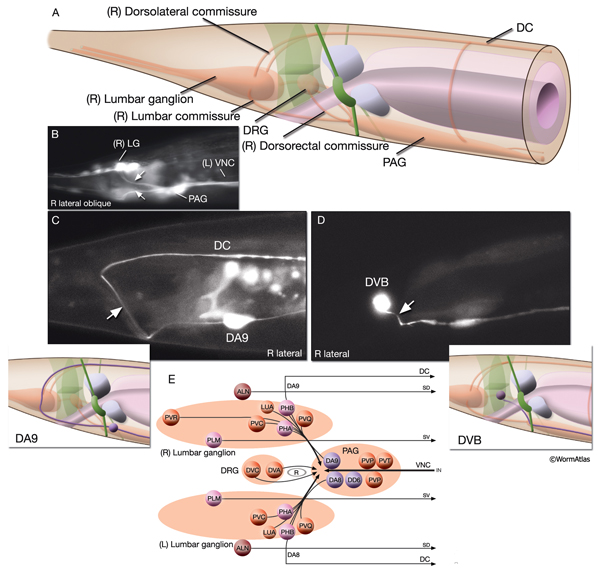 A
(R) Dorsolateral commissure
DC
(R) Lumbar ganglion
(R) Lumbar commissure
DRG
(R) Dorsorectal commissure
PAG
B
(R) LG
(L) VNC
PAG
R lateral oblique
C
DC
DA9
R lateral
D
DVB
R lateral
DA9
DVB
©WormAtlas
E
DC
DA9
ALN
SD
LUA
PHB
PVR
PVC
PVQ
PHA
PLM
SV
(R) Lumbar ganglion
PAG
DA9
PVP
PVT
DRG
DVC
DVA
R
VNC
IN
DA8
DD6
PVP
PLM
SV
PHA
PVC
LUA
PHB
PVQ
(L) Lumbar ganglion
ALN
SD
DA8
DC